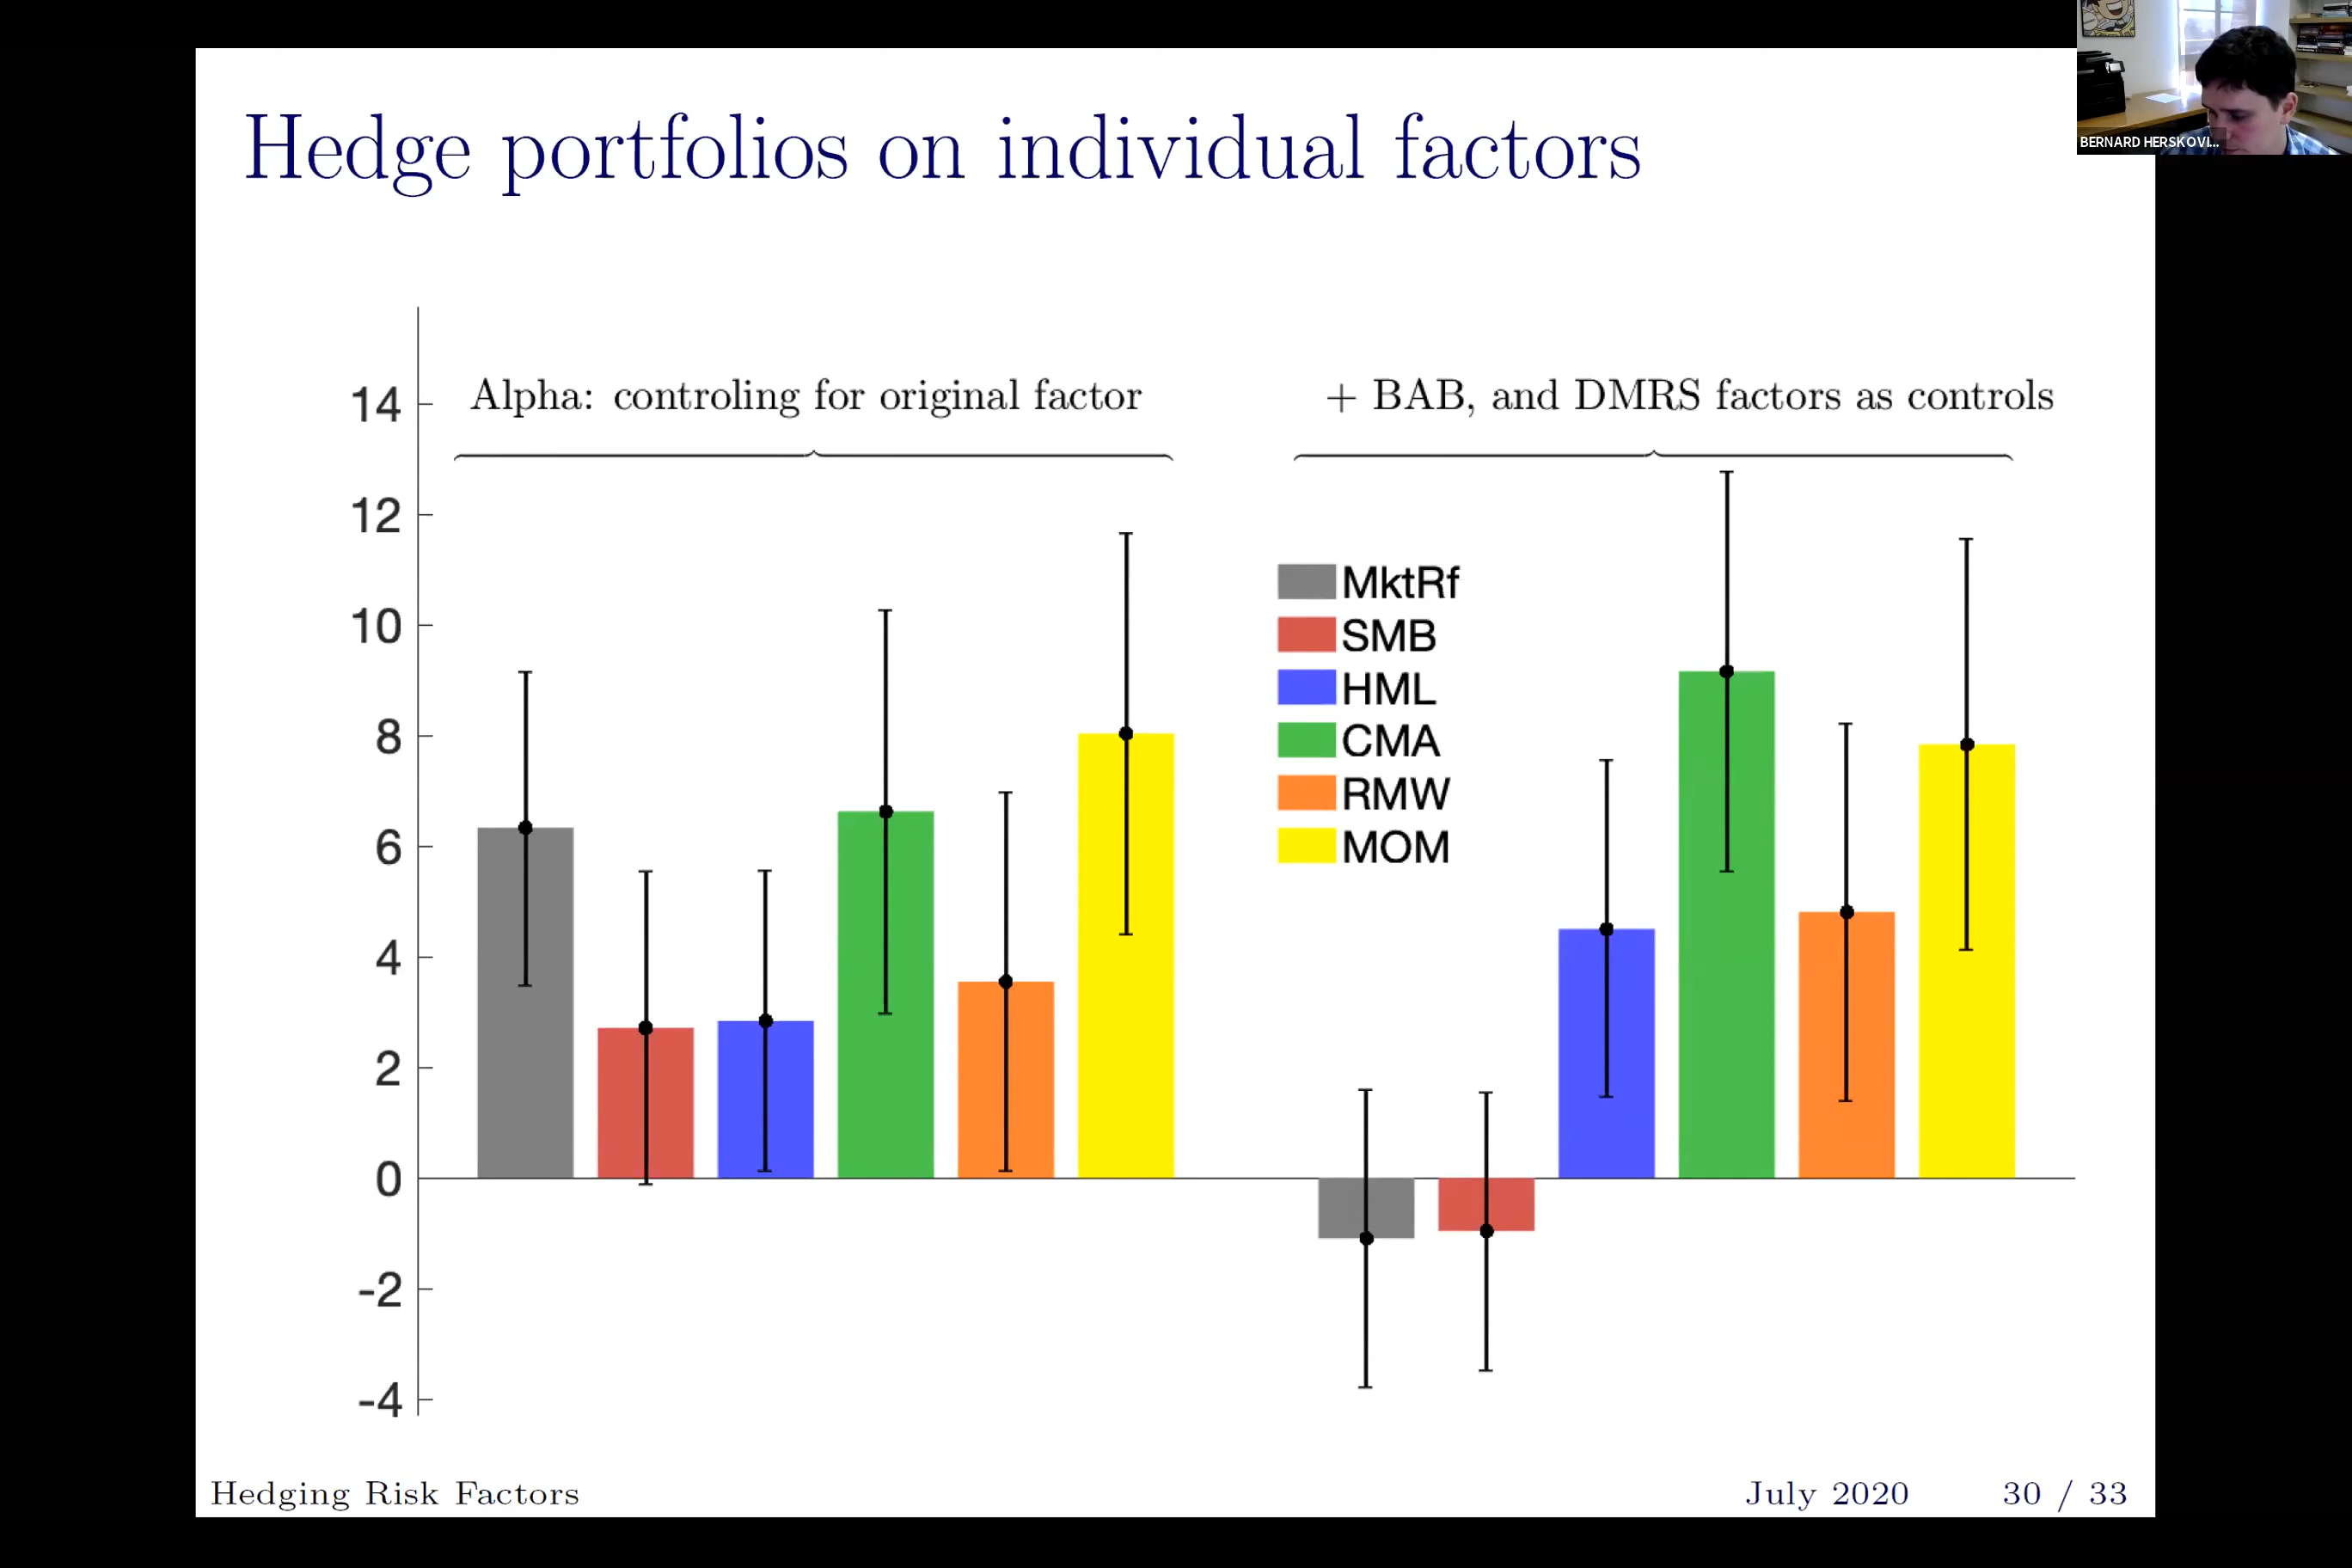 BERNARD HERSKOVI...
Hedge portfolios on individual factors
Alpha: controling for original factor
+ BAB, and DMRS factors as controls
14
12
10
8
6
4
2
0
-2
-4
MktRf
SMB
HML
CMA
RMW
MOM
Hedging Risk Factors
July 2020 30 / 33